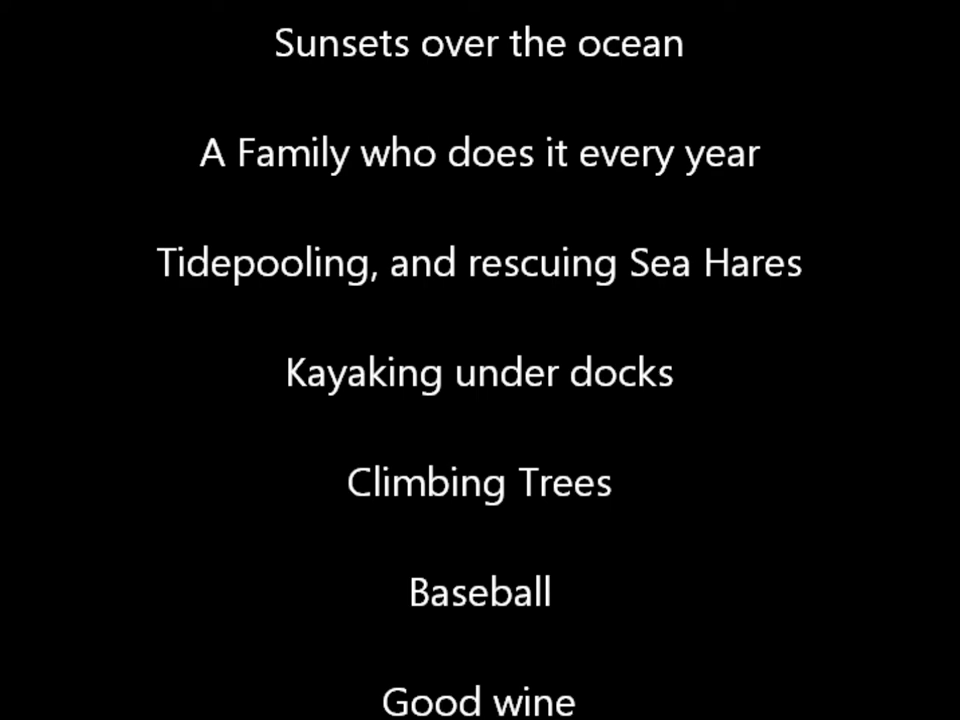 Sunsets over the ocean
A Family who does it every year
Tidepooling, and rescuing Sea Hares
Kayaking under docks
Climbing Trees
Baseball
Good wine